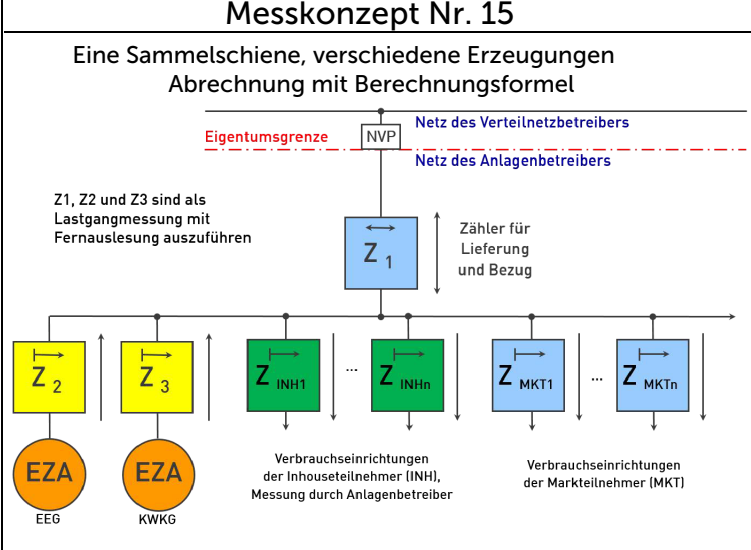 Messkonzept Nr. 15
Eine Sammelschiene, verschiedene Erzeugungen
Abrechnung mit Berechnungsformel
Netz des Verteilnetzbetreibers
Eigentumsgrenze
NVP
Netz des Anlagenbetreibers
Z1, Z2 und Z3 sind als
Lastgangmessung mit
Fernauslesung auszuführen
Z 1
Zähler für
Lieferung
und Bezug
Z 2
Z 3
Z INH1
...
Z INHn
Z MKT1
...
Z MKTn
EZA
EZA
EEG
KWKG
Verbrauchseinrichtungen
der Inhouseteilnehmer (INH),
Messung durch Anlagenbetreiber
Verbrauchseinrichtungen
der Markteilnehmer (MKT)